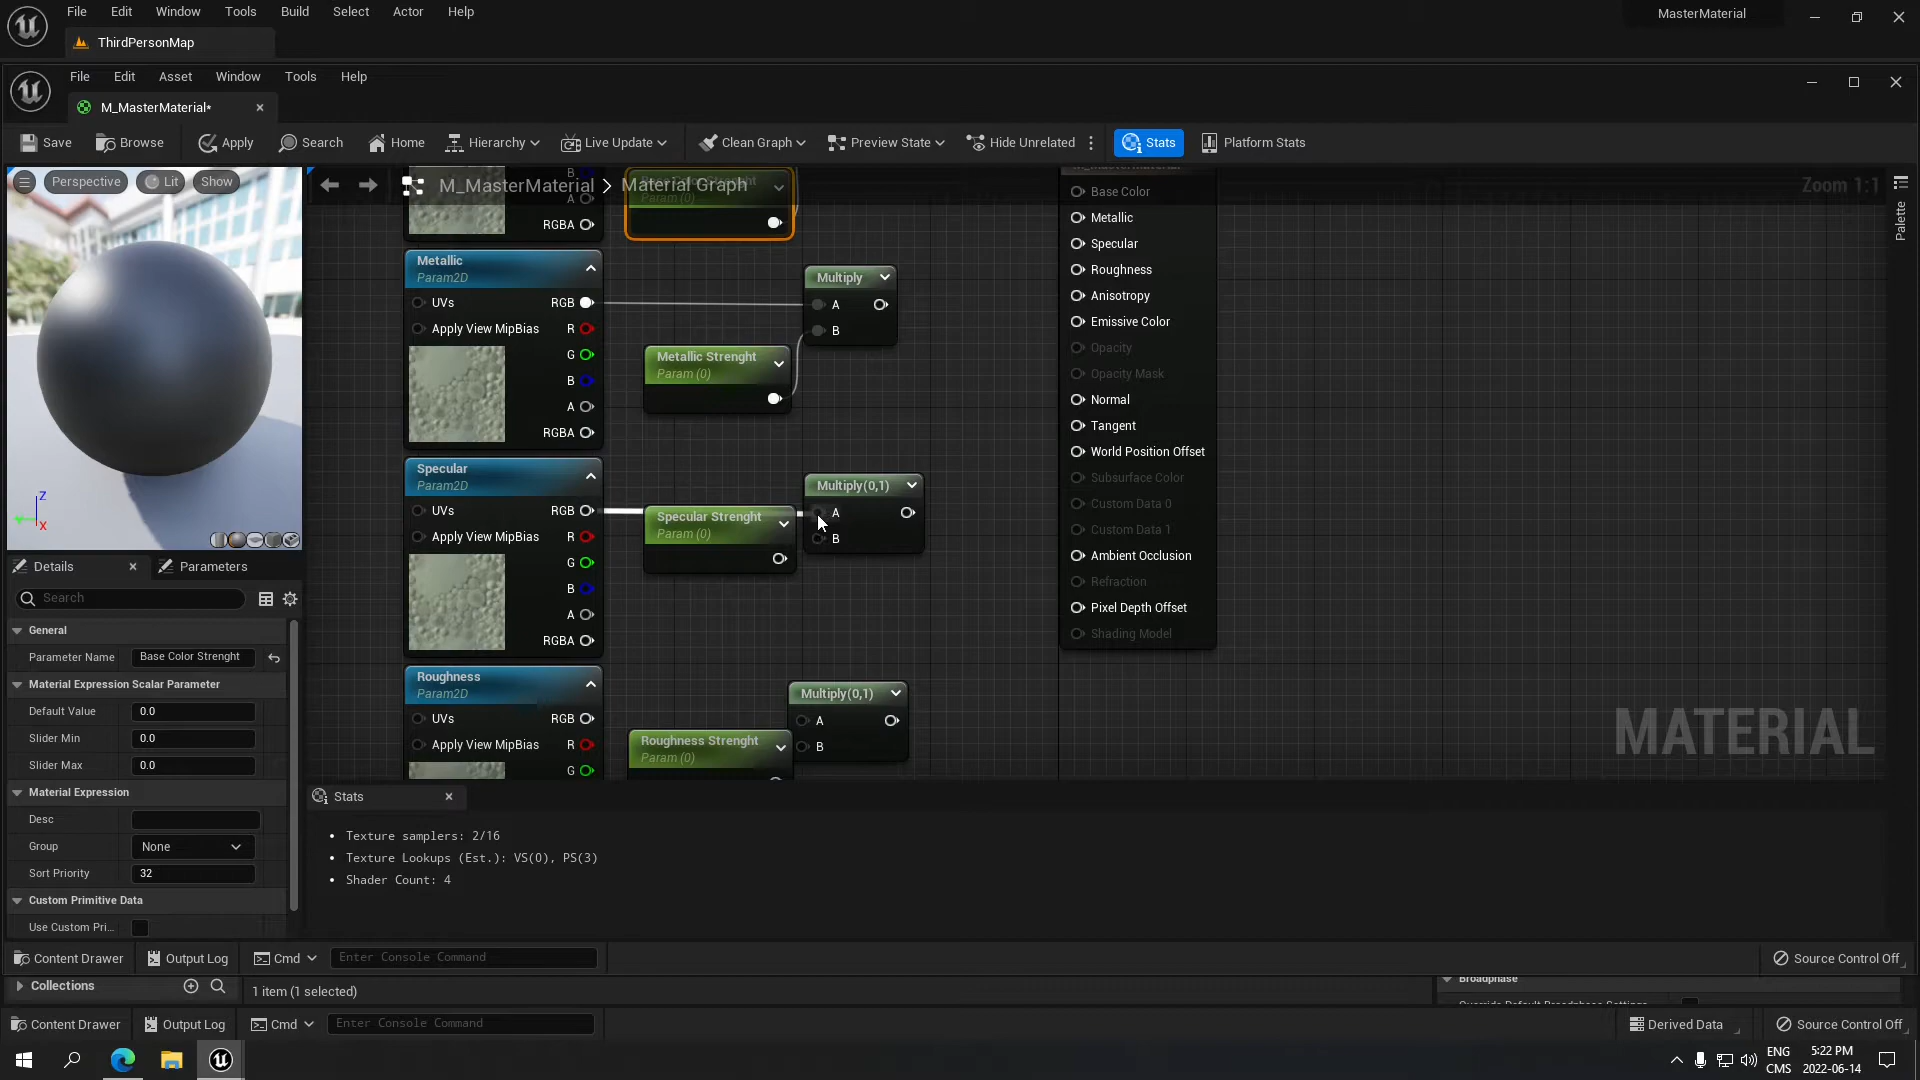 File Edit Window Tools Build Select Actor Help
MasterMaterial
ThirdPersonMap
File Edit Asset Window Tools Help
M_MasterMaterial*
Save Browse Apply Search Home Hierarchy Live Update Clean Graph Preview State Hide Unrelated Stats Platform Stats
Perspective Lit Show
M_MasterMaterial > Material Graph
Zoom 1:1
Palette
Base Color Strenght
Param (0)
B
A
RGBA
Metallic
Param2D
UVs RGB
Apply View MipBias R
G
B
A
RGBA
Multiply
A
B
Metallic Strenght
Param (0)
Specular
Param2D
UVs RGB
Apply View MipBias R
G
B
A
RGBA
Specular Strenght
Param (0)
Multiply(0,1)
A
B
Roughness
Param2D
UVs RGB
Apply View MipBias R
G
Roughness Strenght
Param (0)
Multiply(0,1)
A
B
Base Color
Metallic
Specular
Roughness
Anisotropy
Emissive Color
Opacity
Opacity Mask
Normal
Tangent
World Position Offset
Subsurface Color
Custom Data 0
Custom Data 1
Ambient Occlusion
Refraction
Pixel Depth Offset
Shading Model
MATERIAL
Z
X
Details Parameters
Search
General
Parameter Name Base Color Strenght
Material Expression Scalar Parameter
Default Value 0.0
Slider Min 0.0
Slider Max 0.0
Material Expression
Desc
Group None
Sort Priority 32
Custom Primitive Data
Use Custom Pri...
Stats
Texture samplers: 2/16
Texture Lookups (Est.): VS(0), PS(3)
Shader Count: 4
Content Drawer Output Log Cmd Enter Console Command Source Control Off
Collections 1 item (1 selected)
Broadphase
Override Default Broadphase Settings
Content Drawer Output Log Cmd Enter Console Command Derived Data Source Control Off
ENG 5:22 PM
CMS 2022-06-14